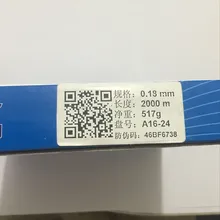 规格: 0.18 mm
长度: 2000 m
净重: 517g
盘号: A16-24
防伪码: 46BF6738